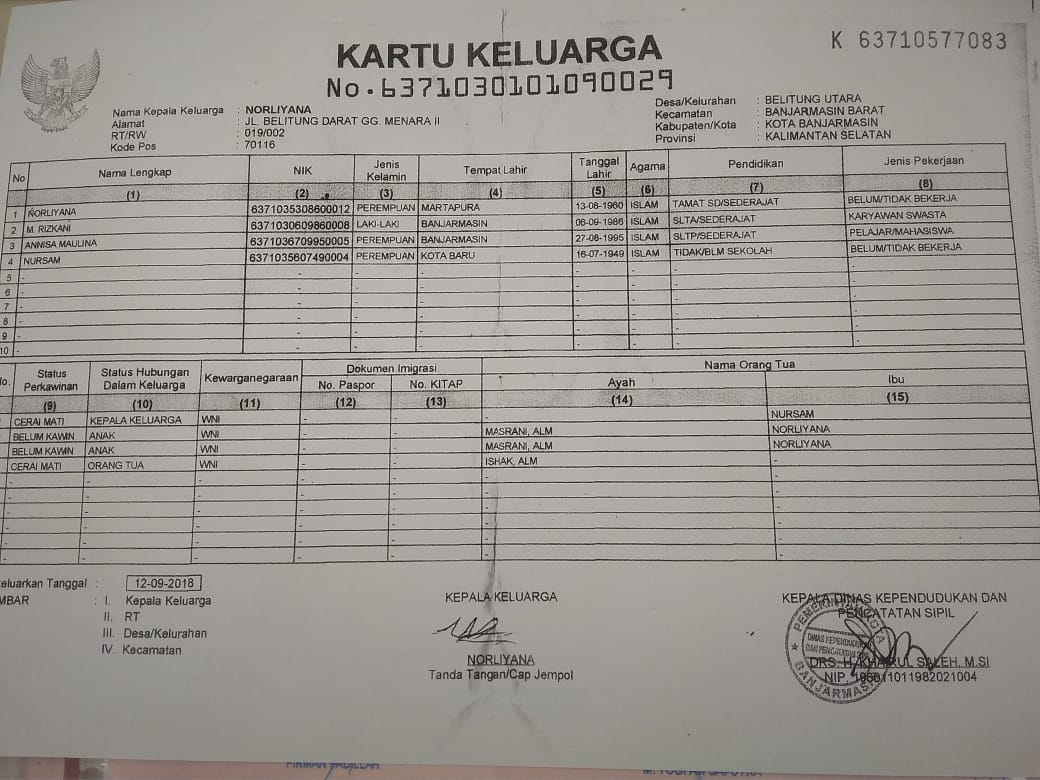 K 63710577083
KARTU KELUARGA
No.6371030101090029
Nama Kepala Keluarga : NORLIYANA
Alamat : JL. BELITUNG DARAT GG. MENARA II
RT/RW : 019/002
Kode Pos : 70116
Desa/Kelurahan : BELITUNG UTARA
Kecamatan : BANJARMASIN BARAT
Kabupaten/Kota : KOTA BANJARMASIN
Provinsi : KALIMANTAN SELATAN
No Nama Lengkap NIK Jenis Kelamin Tempat Lahir Tanggal Lahir Agama Pendidikan Jenis Pekerjaan
(1) (2) (3) (4) (5) (6) (7) (8)
1 NORLIYANA 6371035308600012 PEREMPUAN MARTAPURA 13-08-1960 ISLAM TAMAT SD/SEDERAJAT BELUM/TIDAK BEKERJA
2 M. RIZKANI 6371030609860008 LAKI-LAKI BANJARMASIN 06-09-1986 ISLAM SLTA/SEDERAJAT KARYAWAN SWASTA
3 ANNISA MAULINA 6371036709950005 PEREMPUAN BANJARMASIN 27-08-1995 ISLAM SLTP/SEDERAJAT PELAJAR/MAHASISWA
4 NURSAM 6371035607490004 PEREMPUAN KOTA BARU 16-07-1949 ISLAM TIDAK/BLM SEKOLAH BELUM/TIDAK BEKERJA
5 - - - - - - - -
6 - - - - - - - -
7 - - - - - - - -
8 - - - - - - - -
9 - - - - - - - -
10 - - - - - - - -
No. Status Perkawinan Status Hubungan Dalam Keluarga Kewarganegaraan Dokumen Imigrasi Nama Orang Tua
No. Paspor No. KITAP Ayah Ibu
(9) (10) (11) (12) (13) (14) (15)
CERAI MATI KEPALA KELUARGA WNI - - - NURSAM
BELUM KAWIN ANAK WNI - - MASRANI, ALM NORLIYANA
BELUM KAWIN ANAK WNI - - MASRANI, ALM NORLIYANA
CERAI MATI ORANG TUA WNI - - ISHAK, ALM -
- - - - - - -
- - - - - - -
- - - - - - -
- - - - - - -
- - - - - - -
- - - - - - -
eluarkan Tanggal : 12-09-2018
MBAR : I. Kepala Keluarga
II. RT
III. Desa/Kelurahan
IV. Kecamatan
KEPALA KELUARGA
NORLIYANA
Tanda Tangan/Cap Jempol
KEPALA DINAS KEPENDUDUKAN DAN
PENCATATAN SIPIL
PEMERINTAH KOTA
DINAS KEPENDUDUKAN
DAN PENCATATAN SIPIL
BANJARMASIN
DRS. H. KHAIRUL SALEH. M.SI
NIP. 196011011982021004